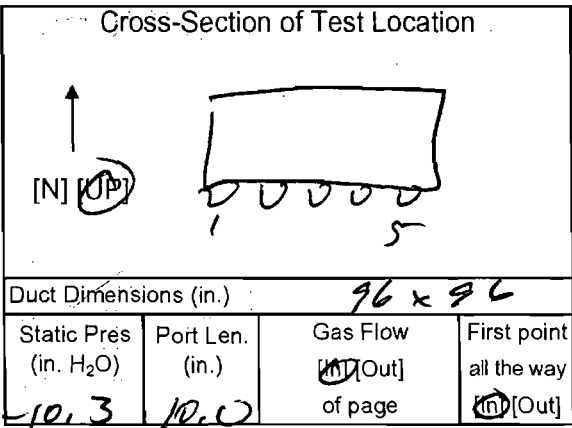 Cross-Section of Test Location
[N] [UP]
1 5
Duct Dimensions (in.) 96 x 96
Static Pres Port Len. Gas Flow First point
(in. H₂O) (in.) [In] [Out] all the way
-10.3 10.0 of page [In] [Out]